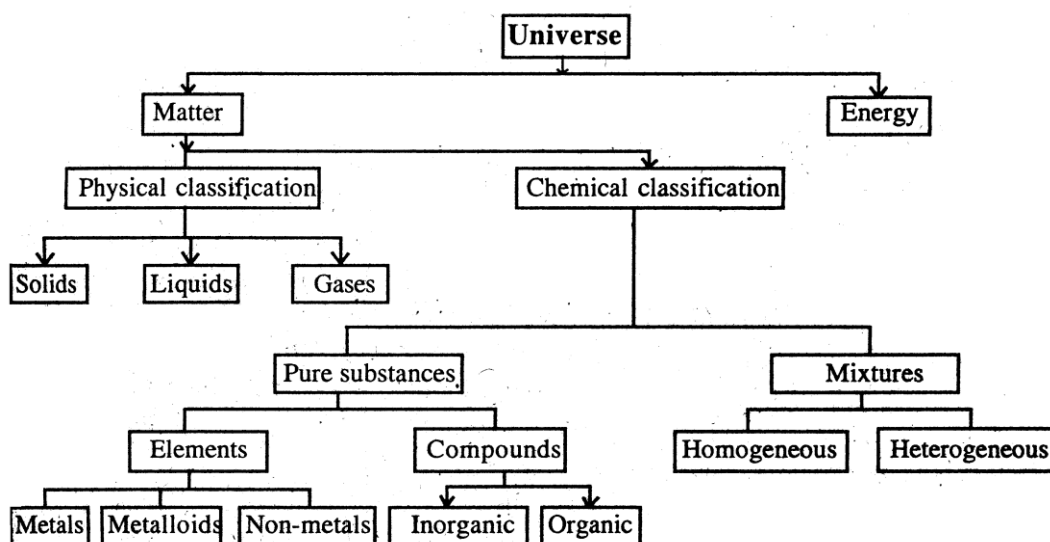 Universe
Matter Energy
Physical classification Chemical classification
Solids Liquids Gases
Pure substances Mixtures
Elements Compounds Homogeneous Heterogeneous
Metals Metalloids Non-metals Inorganic Organic